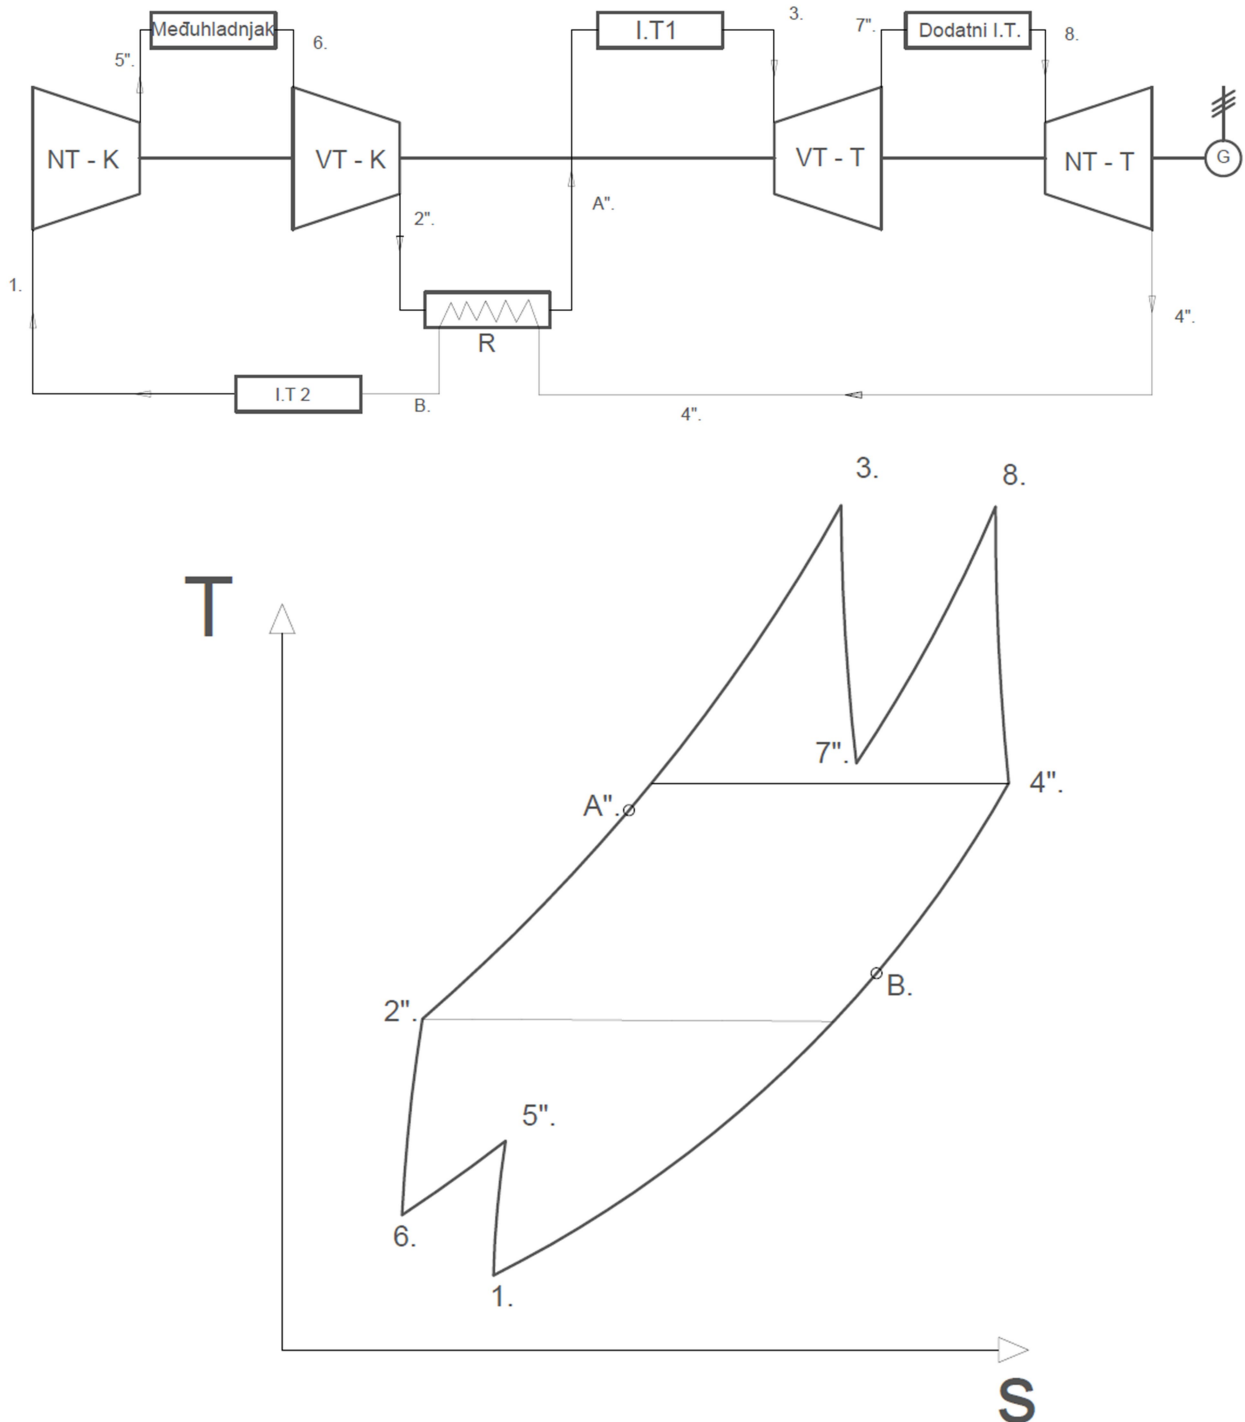 Međuhladnjak
I.T1
3.
7".
Dodatni I.T.
8.
5".
6.
NT - K
VT - K
VT - T
NT - T
G
2".
A".
1.
4".
R
I.T 2
B.
4".
3.
8.
T
7".
4".
A".
B.
2".
5".
6.
1.
S